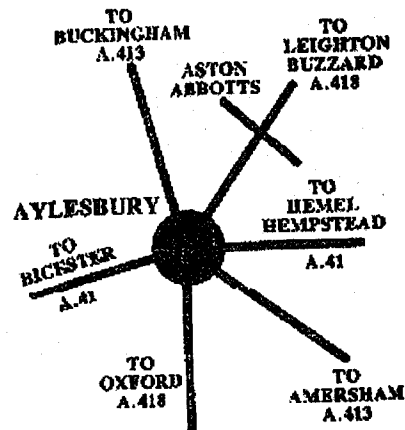 TO
BUCKINGHAM
A.413
TO
LEIGHTON
BUZZARD
A.418
ASTON
ABBOTTS
AYLESBURY
TO
HEMEL
HEMPSTEAD
A.41
TO
BICESTER
A.41
TO
OXFORD
A.418
TO
AMERSHAM
A.413